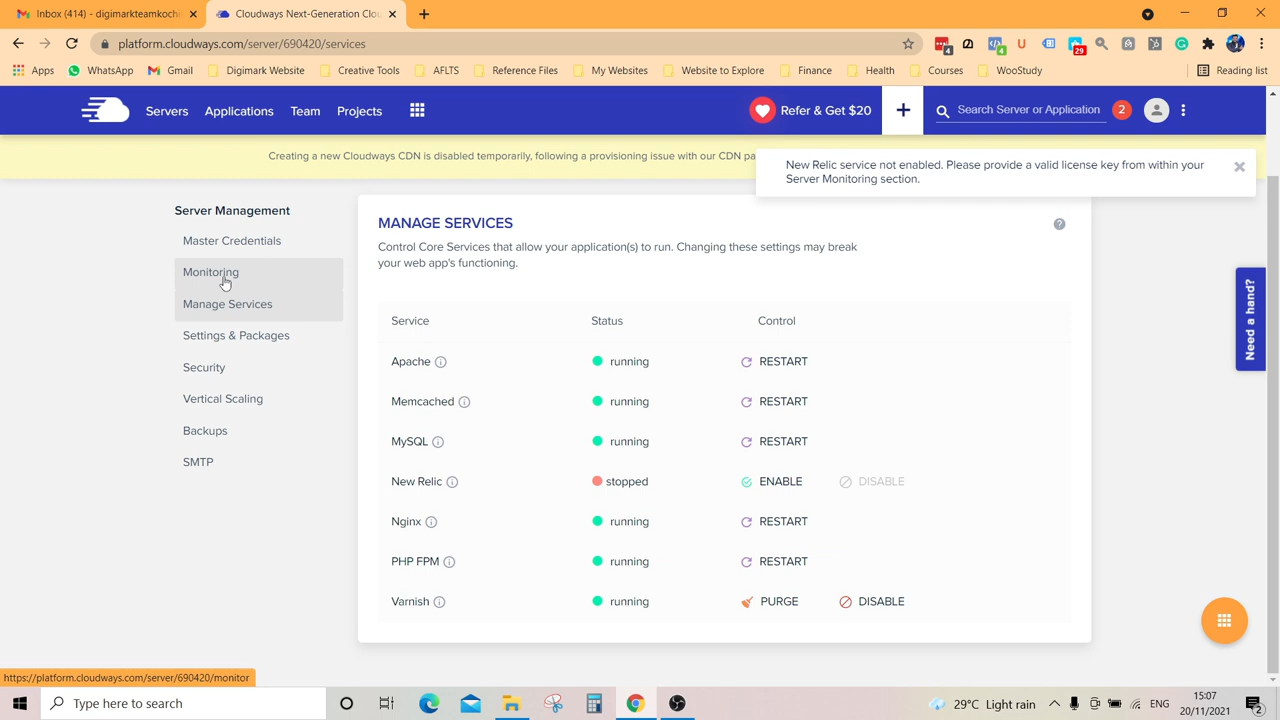 Inbox (414) - digimarkteamkochi
Cloudways Next-Generation Clou
platform.cloudways.com/server/690420/services
4
4
29
Apps
WhatsApp
Gmail
Digimark Website
Creative Tools
AFLTS
Reference Files
My Websites
Website to Explore
Finance
Health
Courses
WooStudy
Reading list
Servers
Applications
Team
Projects
Refer & Get $20
+
Search Server or Application
2
Creating a new Cloudways CDN is disabled temporarily, following a provisioning issue with our CDN pa
New Relic service not enabled. Please provide a valid license key from within your
Server Monitoring section.
Server Management
Master Credentials
Monitoring
Manage Services
Settings & Packages
Security
Vertical Scaling
Backups
SMTP
MANAGE SERVICES
Control Core Services that allow your application(s) to run. Changing these settings may break
your web app's functioning.
Service Status Control
Apache running RESTART
Memcached running RESTART
MySQL running RESTART
New Relic stopped ENABLE DISABLE
Nginx running RESTART
PHP FPM running RESTART
Varnish running PURGE DISABLE
Need a hand?
https://platform.cloudways.com/server/690420/monitor
Type here to search
29°C Light rain
ENG
15:07
20/11/2021
2